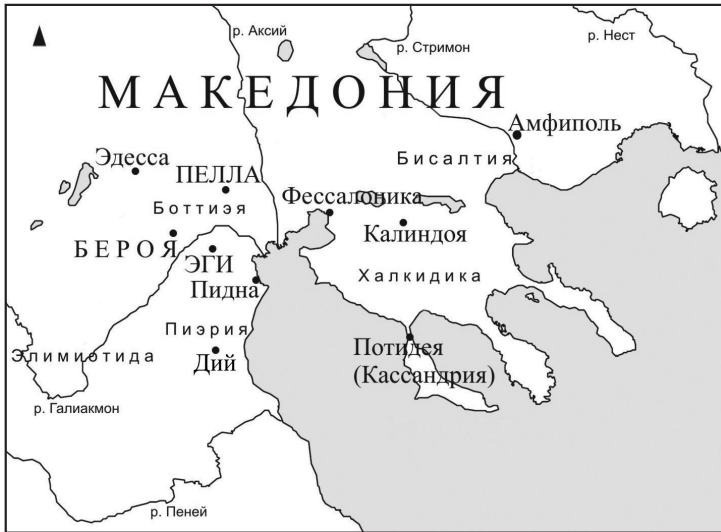 р. Аксий
р. Стримон
р. Нест
МАКЕДОНИЯ
Амфиполь
Эдесса
Бисалтия
ПЕЛЛА
Фессалоника
Боттиэя
БЕРОЯ
Калиндоя
ЭГИ
Халкидика
Пидна
Пиэрия
Элимиотида
Дий
Потидея
(Кассандрия)
р. Галиакмон
р. Пеней